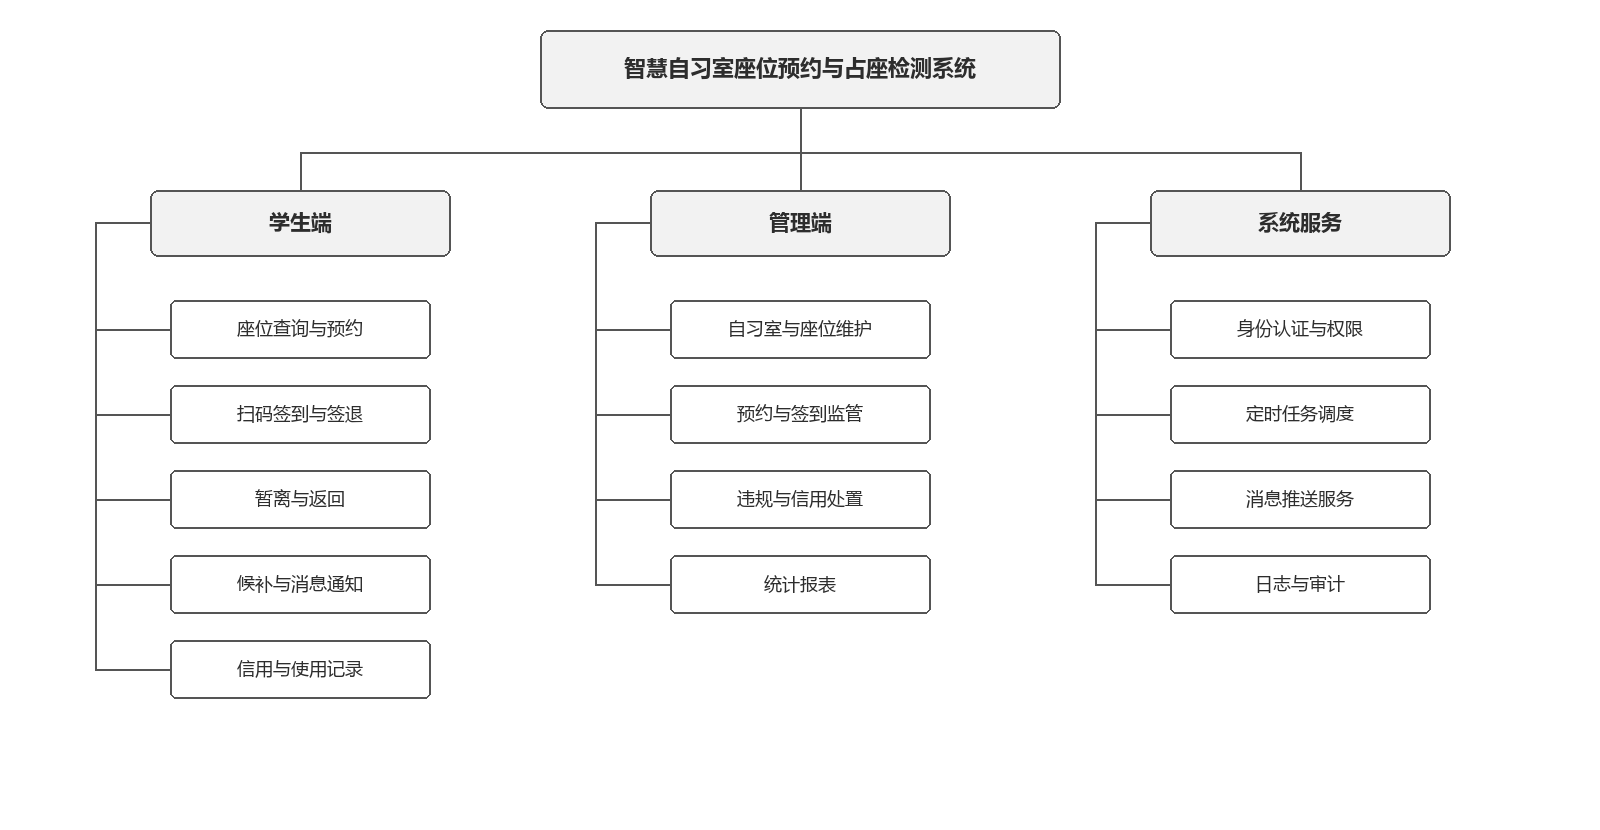 智慧自习室座位预约与占座检测系统
学生端
座位查询与预约
扫码签到与签退
暂离与返回
候补与消息通知
信用与使用记录
管理端
自习室与座位维护
预约与签到监管
违规与信用处置
统计报表
系统服务
身份认证与权限
定时任务调度
消息推送服务
日志与审计